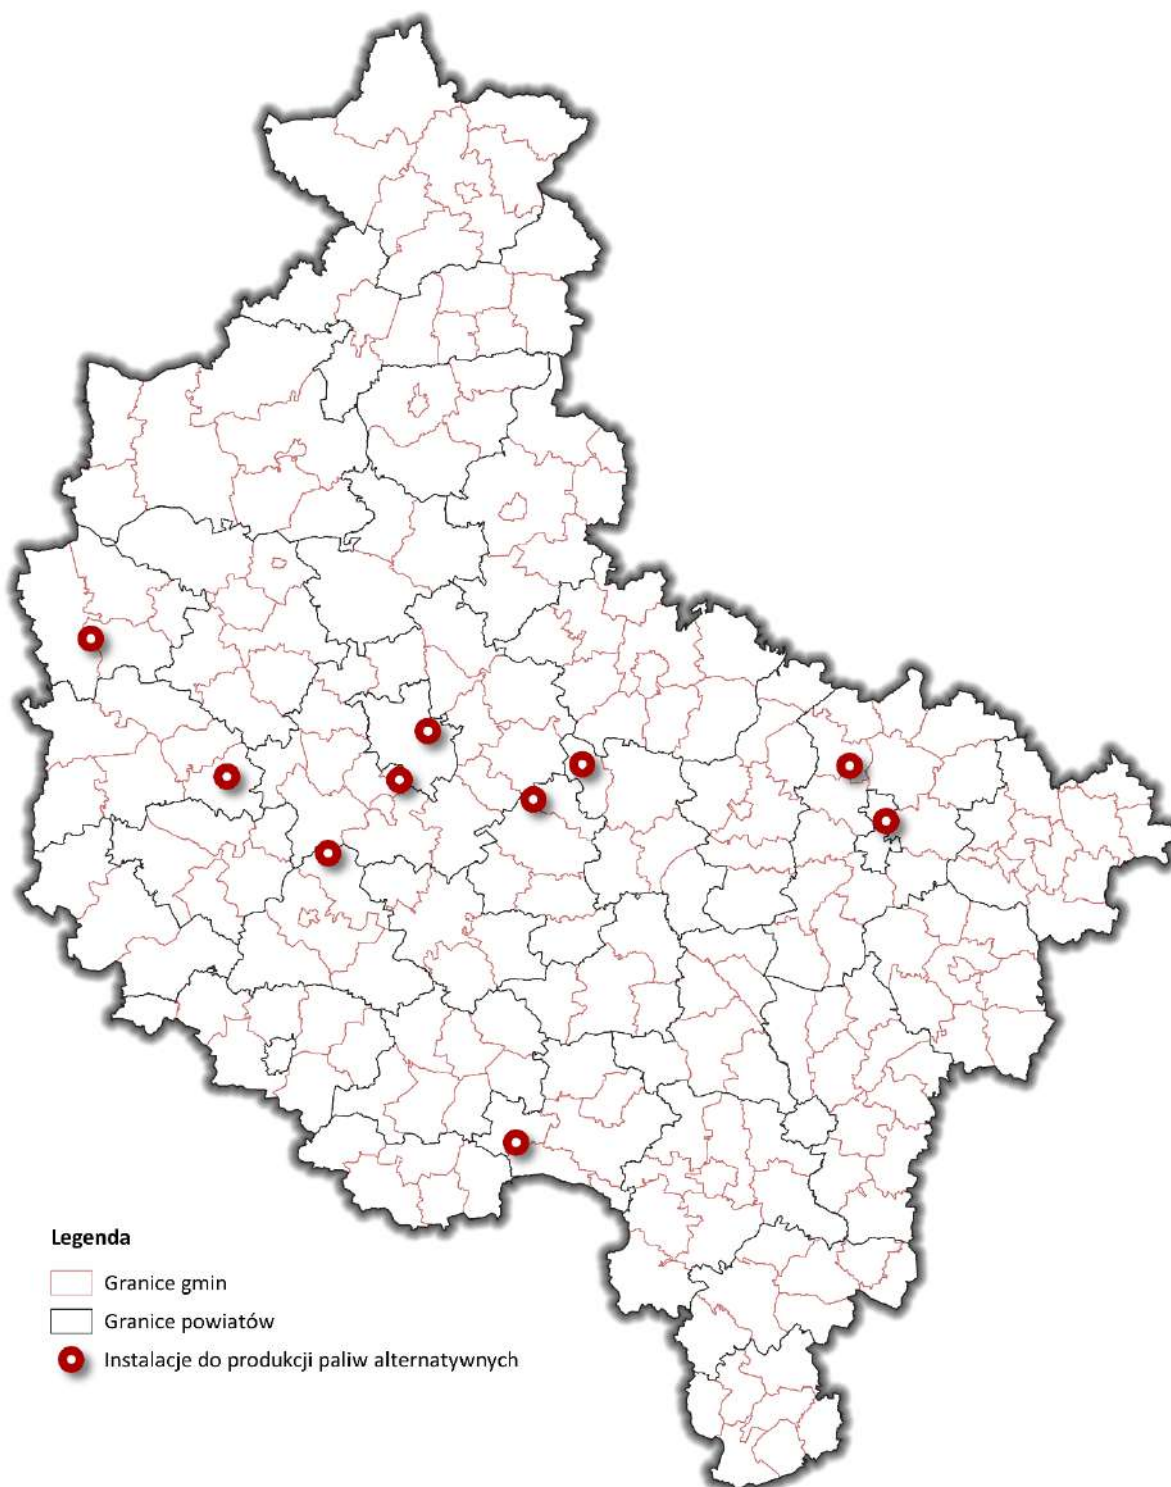 Legenda
Granice gmin
Granice powiatów
Instalacje do produkcji paliw alternatywnych